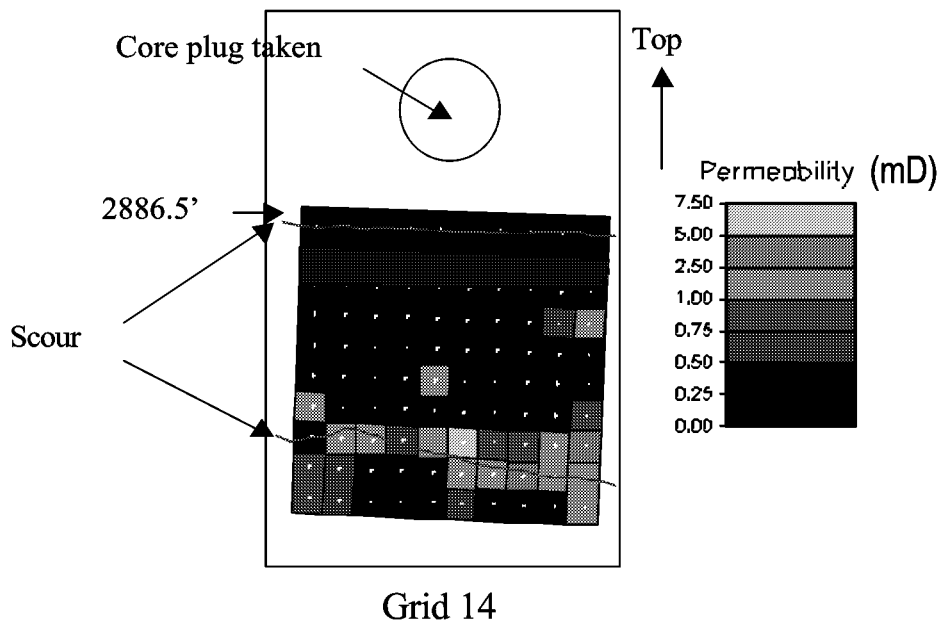 Core plug taken
Top
Permeability (mD)
2886.5’
7.50
5.00
2.50
1.00
0.75
0.50
0.25
0.00
Scour
Grid 14